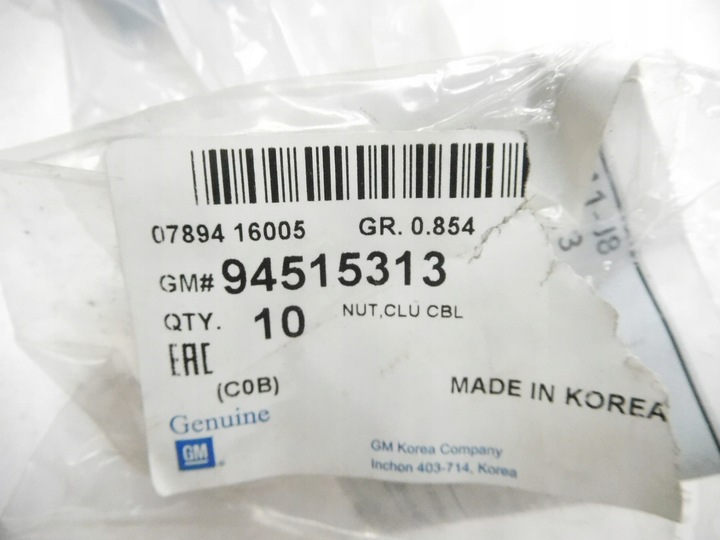 07894 16005 GR. 0.854
GM# 94515313
QTY. 10 NUT,CLU CBL
EAC
(C0B)
MADE IN KOREA
Genuine
GM
GM Korea Company
Inchon 403-714, Korea